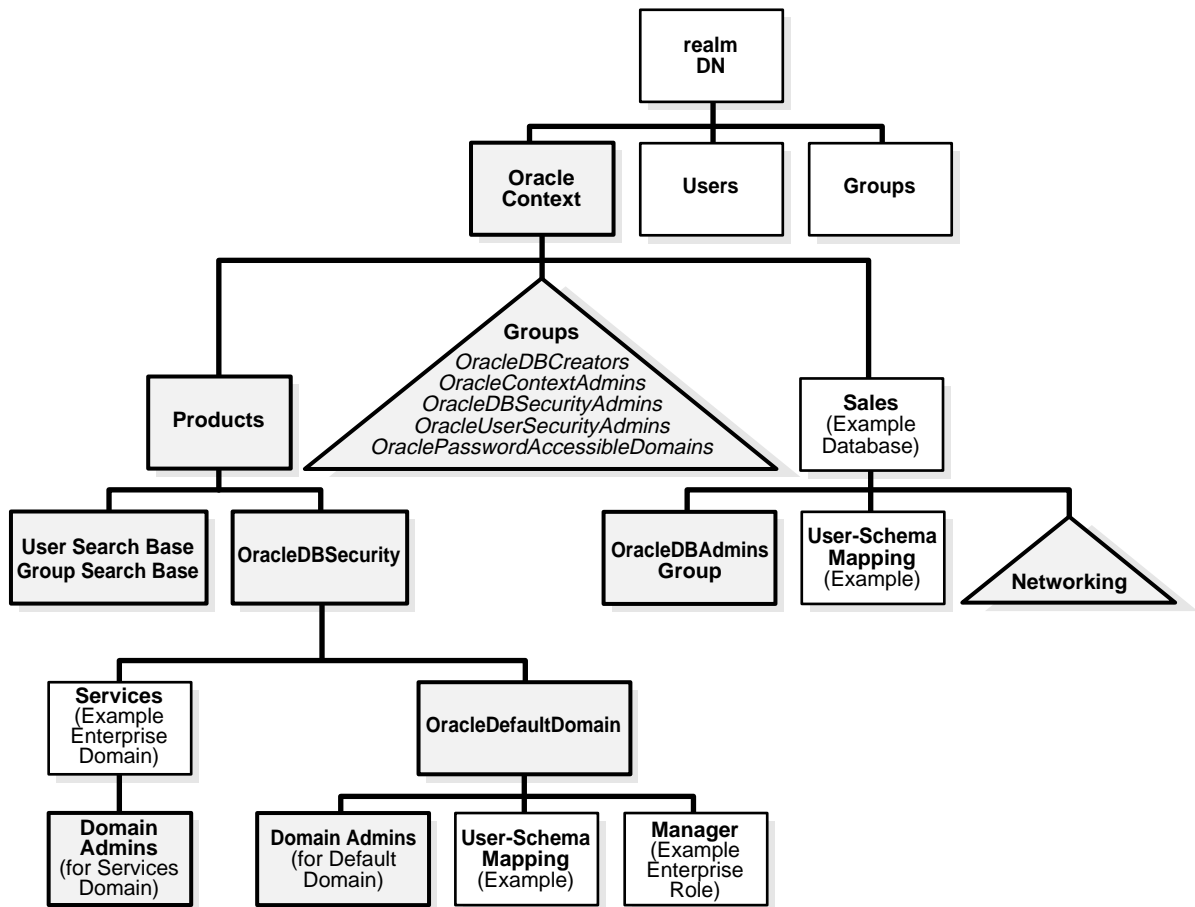 realm
DN
Oracle
Context
Users
Groups
Groups
OracleDBCreators
OracleContextAdmins
OracleDBSecurityAdmins
OracleUserSecurityAdmins
OraclePasswordAccessibleDomains
Products
Sales
(Example
Database)
User Search Base
Group Search Base
OracleDBSecurity
OracleDBAdmins
Group
User-Schema
Mapping
(Example)
Networking
Services
(Example
Enterprise
Domain)
OracleDefaultDomain
Domain
Admins
(for Services
Domain)
Domain Admins
(for Default
Domain)
User-Schema
Mapping
(Example)
Manager
(Example
Enterprise
Role)